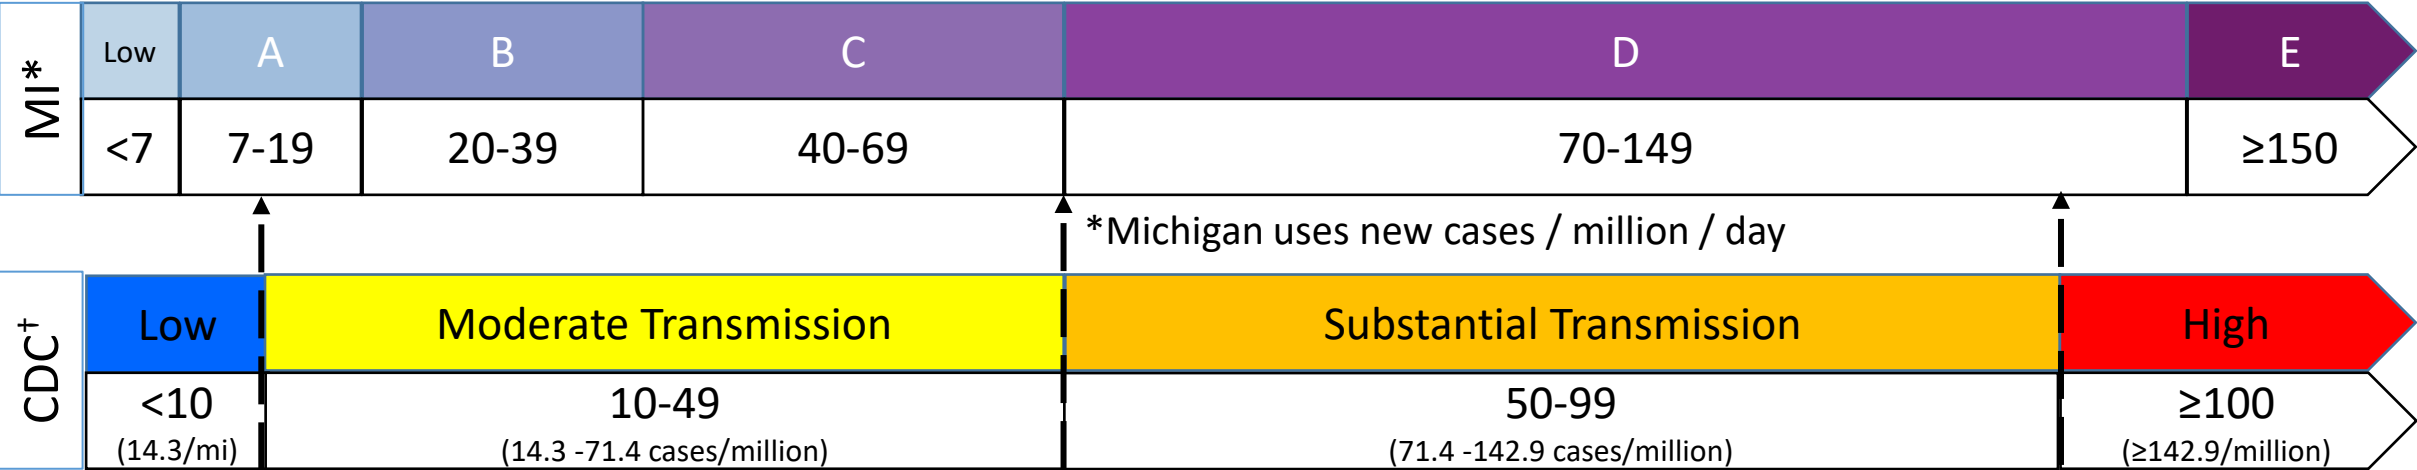 MI*
Low A B C D E
<7 7-19 20-39 40-69 70-149 ≥150
*Michigan uses new cases / million / day
CDC†
Low Moderate Transmission Substantial Transmission High
<10 10-49 50-99 ≥100
(14.3/mi) (14.3 -71.4 cases/million) (71.4 -142.9 cases/million) (≥142.9/million)